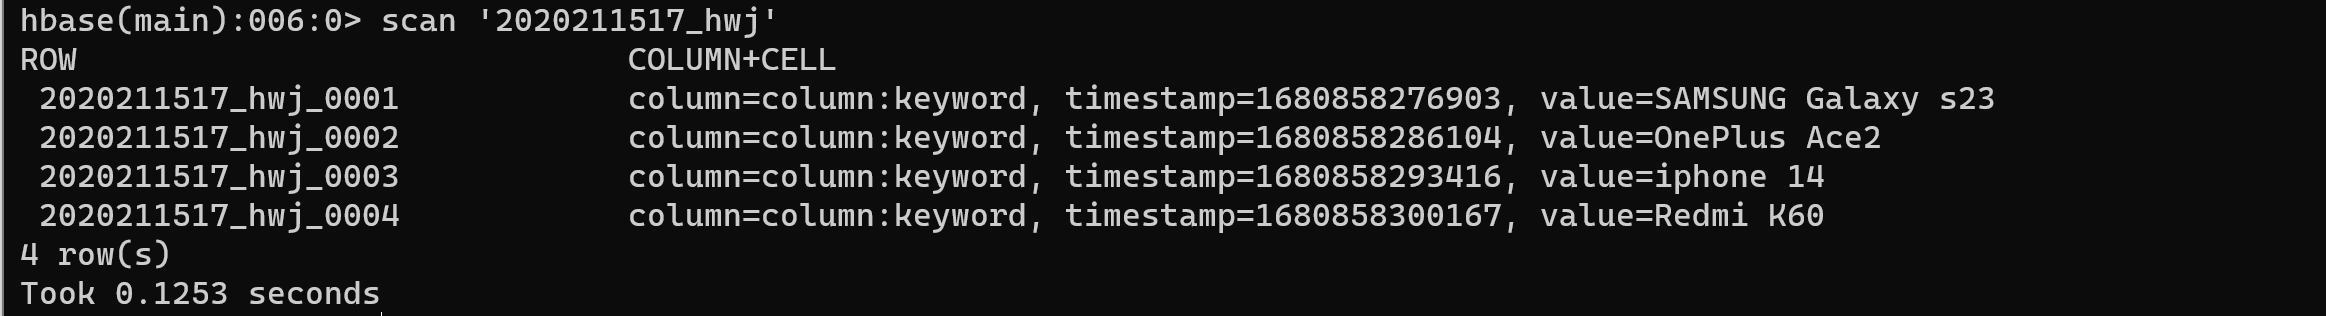 hbase(main):006:0> scan '2020211517_hwj'
ROW                             COLUMN+CELL
 2020211517_hwj_0001            column=column:keyword, timestamp=1680858276903, value=SAMSUNG Galaxy s23
 2020211517_hwj_0002            column=column:keyword, timestamp=1680858286104, value=OnePlus Ace2
 2020211517_hwj_0003            column=column:keyword, timestamp=1680858293416, value=iphone 14
 2020211517_hwj_0004            column=column:keyword, timestamp=1680858300167, value=Redmi K60
4 row(s)
Took 0.1253 seconds